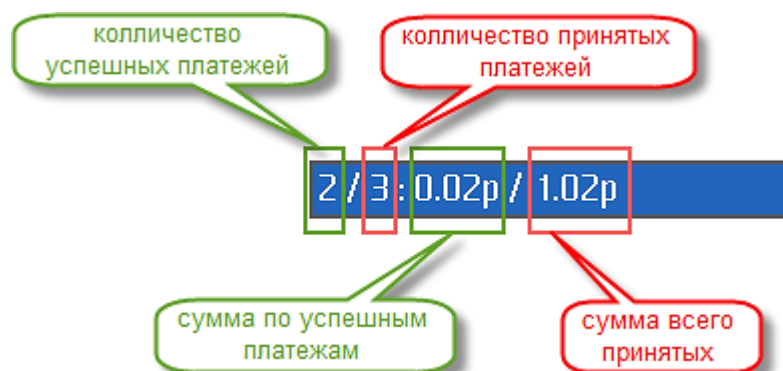 колличество
успешных платежей
колличество принятых
платежей
2 / 3 : 0.02р / 1.02р
сумма по успешным
платежам
сумма всего
принятых